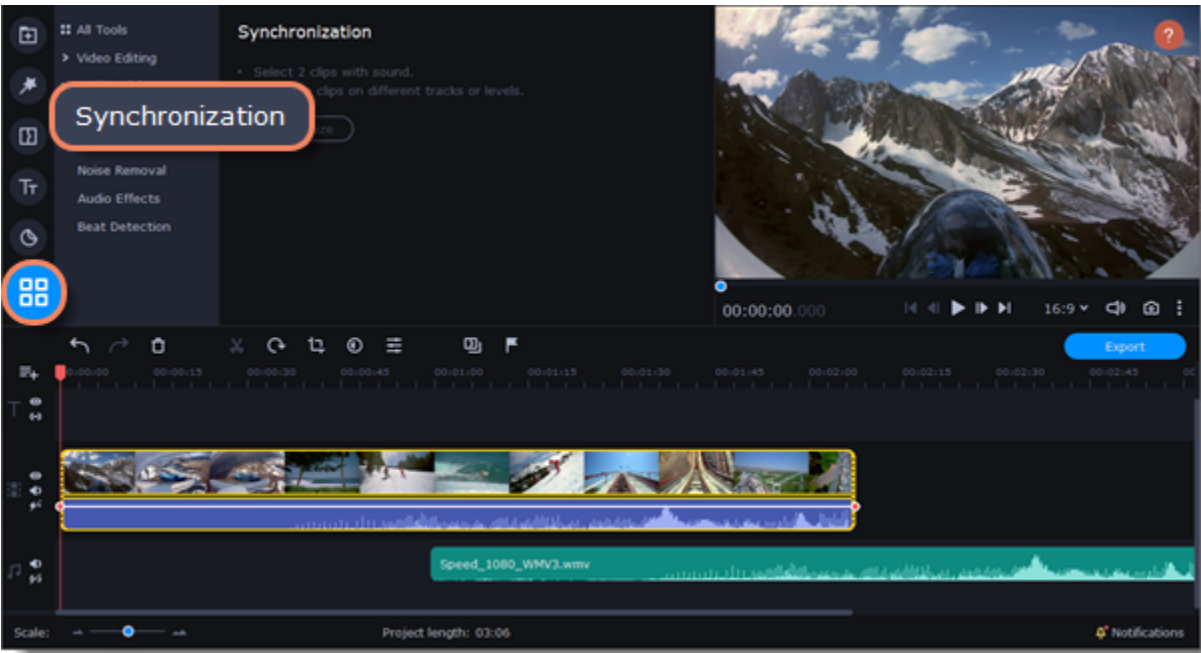 All Tools
Video Editing
Synchronization
Noise Removal
Audio Effects
Beat Detection
Synchronization
• Select 2 clips with sound.
clips on different tracks or levels.
?
00:00:00.000
16:9
Export
00:00:15
00:00:30
00:00:45
00:01:00
00:01:15
00:01:30
00:01:45
00:02:00
00:02:15
00:02:30
00:02:45
Speed_1080_WMV3.wmv
Scale:
Project length: 03:06
Notifications